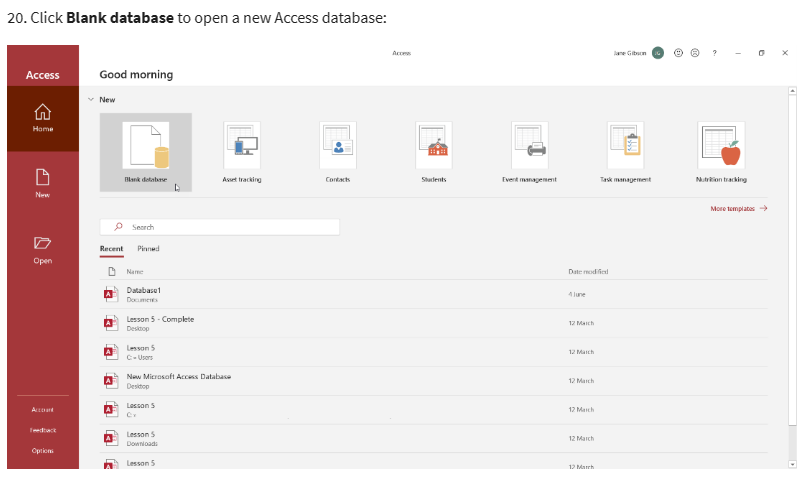 20. Click Blank database to open a new Access database:
Access
Jane Gibson
JG
?
Access
Good morning
New
Home
New
Open
Blank database
Asset tracking
Contacts
Students
Event management
Task management
Nutrition tracking
More templates
Search
Recent Pinned
Name Date modified
Database1
Documents
4 June
Lesson 5 - Complete
Desktop
12 March
Lesson 5
C: » Users
12 March
New Microsoft Access Database
Desktop
12 March
Lesson 5
C: »
12 March
Lesson 5
Downloads
12 March
Lesson 5
12 March
Account
Feedback
Options